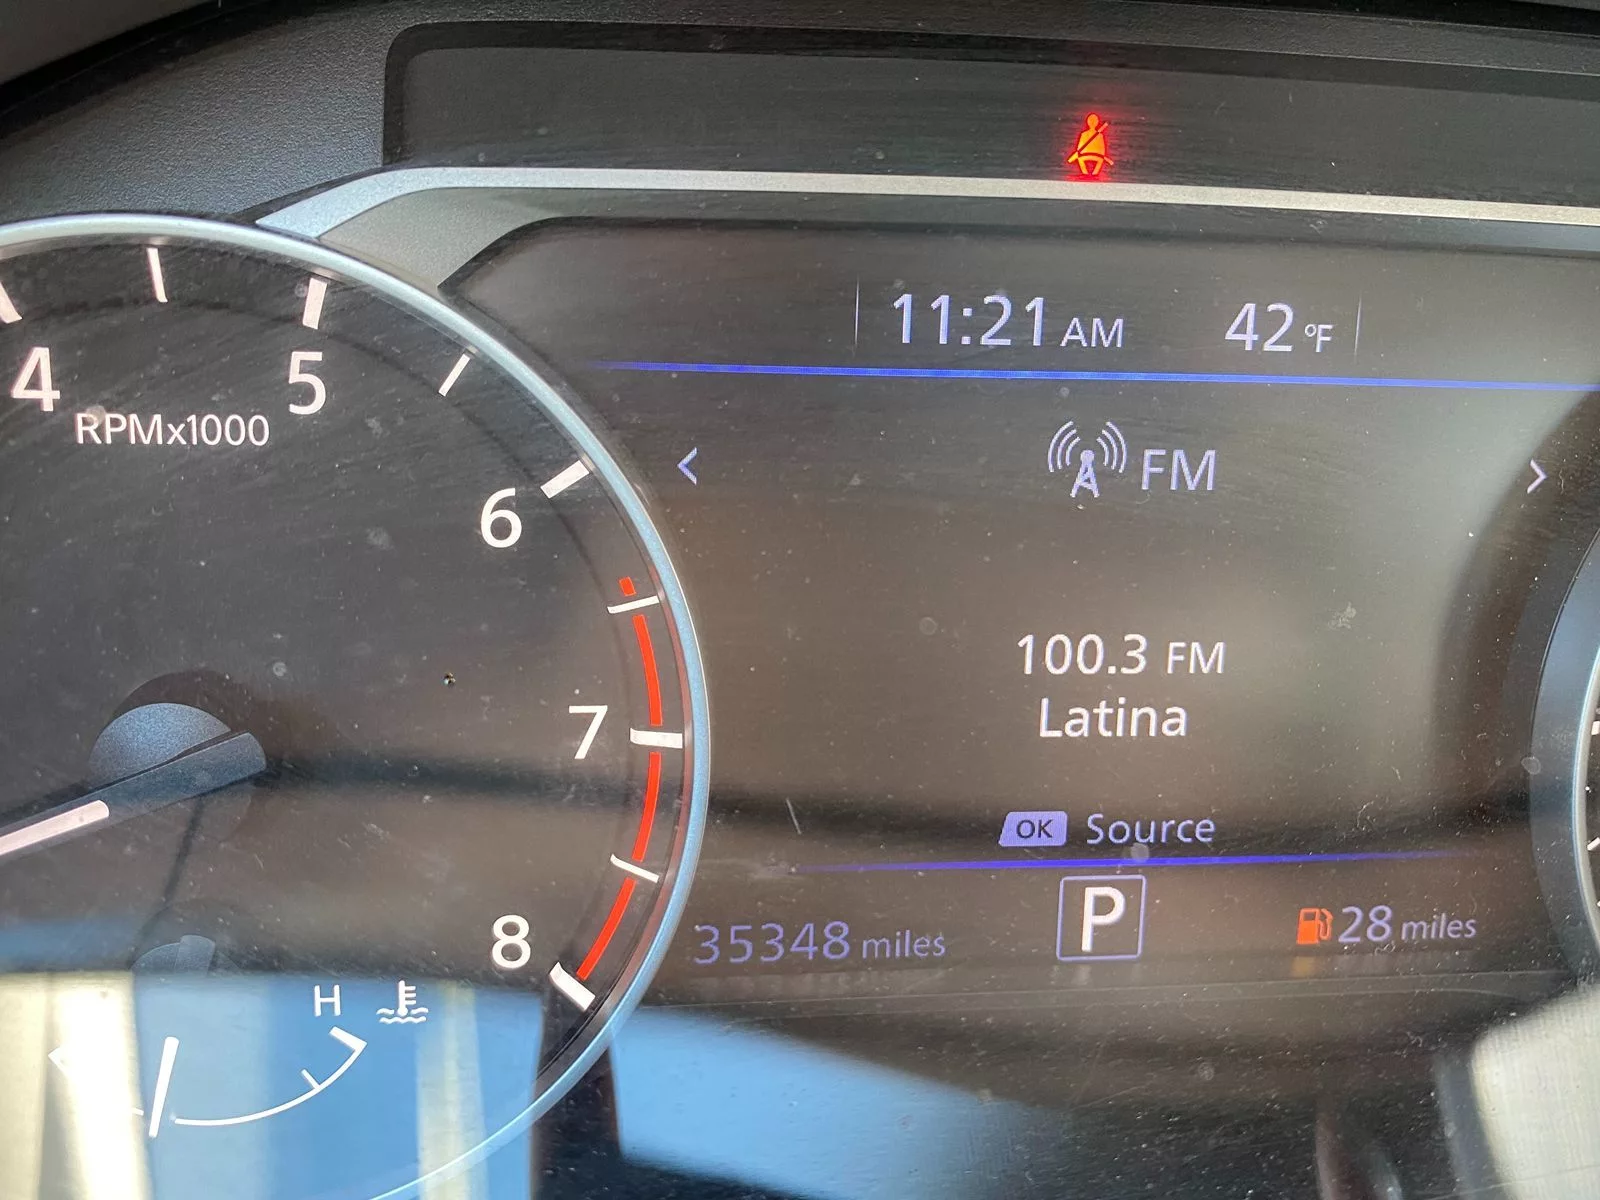 11:21 AM 42 °F
4 5 6 7 8
RPMx1000
< FM >
100.3 FM
Latina
OK Source
35348 miles P 28 miles
H